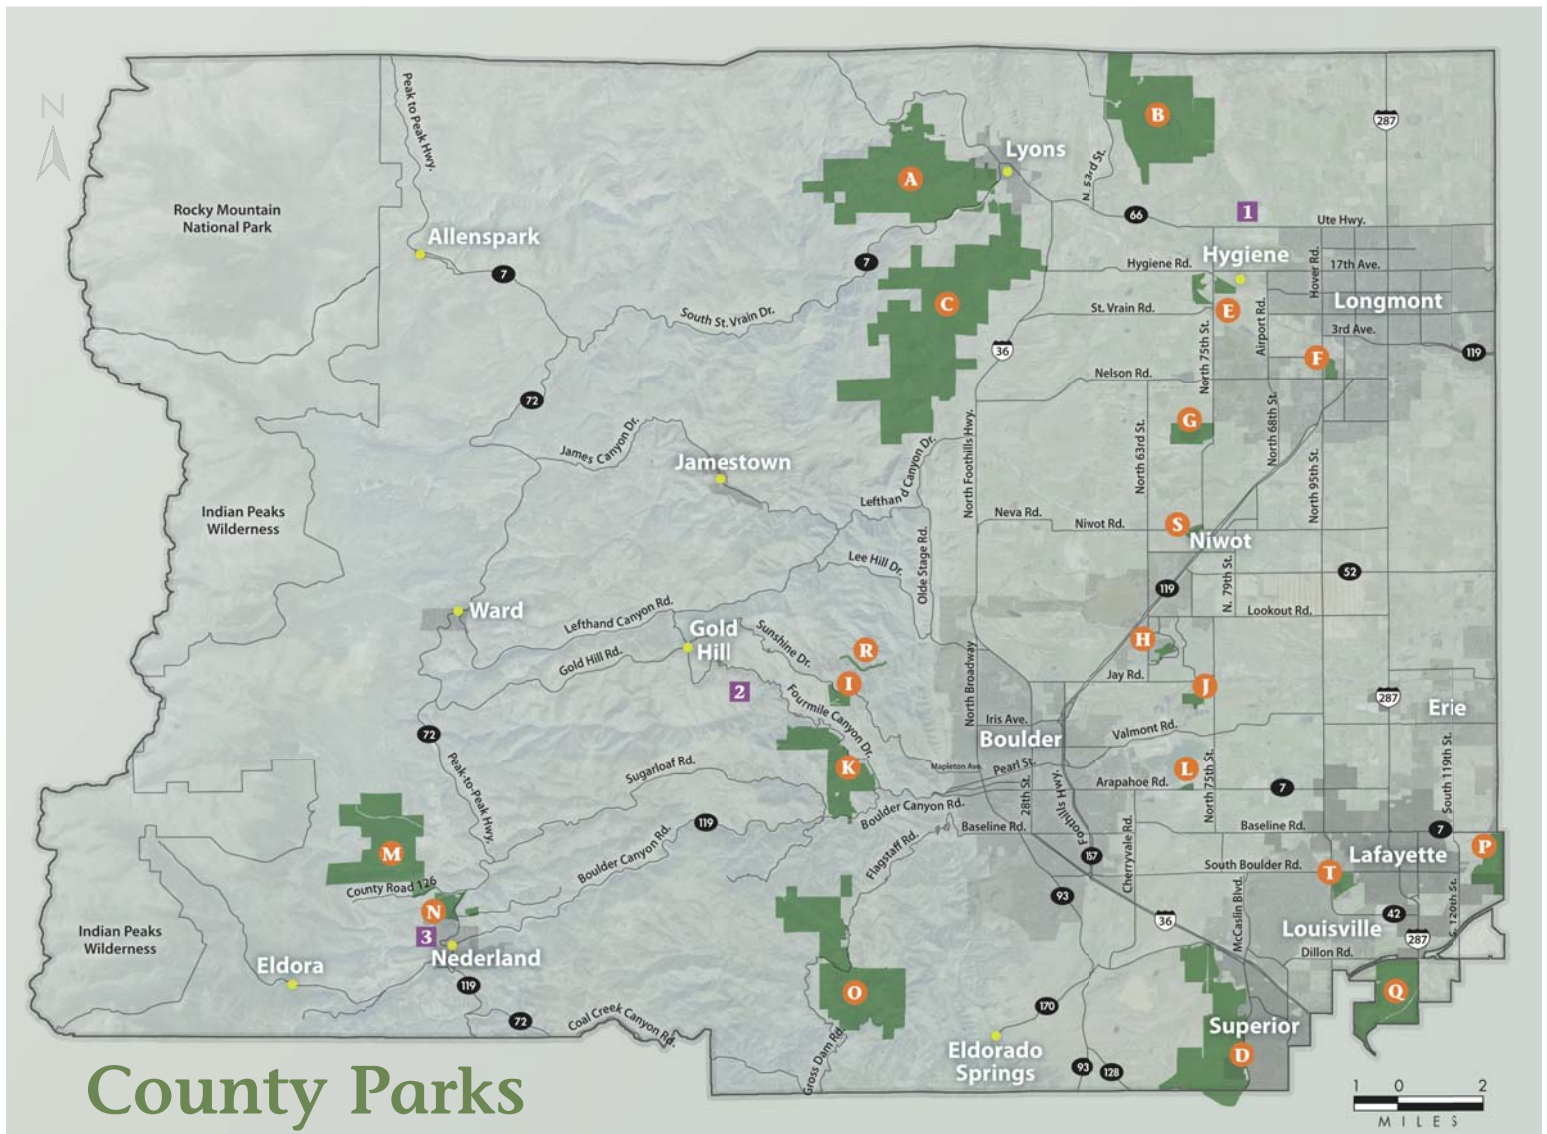 N
Peak to Peak Hwy.
B
287
Lyons
A
N. 53rd St.
Rocky Mountain
National Park
66
1
Ute Hwy.
Allenspark
7
7
Hygiene Rd.
Hygiene
Hover Rd.
17th Ave.
C
South St. Vrain Dr.
St. Vrain Rd.
E
Airport Rd.
Longmont
3rd Ave.
36
North 75th St.
F
119
Nelson Rd.
72
G
James Canyon Dr.
North Foothills Hwy.
North 63rd St.
North 68th St.
Jamestown
Lefthand Canyon Dr.
North 95th St.
Indian Peaks
Wilderness
Neva Rd.
Niwot Rd.
S
Niwot
Lee Hill Dr.
Olde Stage Rd.
119
N. 79th St.
52
Ward
Lefthand Canyon Rd.
Lookout Rd.
Gold
Hill
Sunshine Dr.
R
H
Gold Hill Rd.
2
I
Fourmile Canyon Dr.
North Broadway
Jay Rd.
J
287
Erie
Iris Ave.
Boulder
Valmont Rd.
72
Peak-to-Peak Hwy.
Sugarloaf Rd.
K
Mapleton Ave.
Pearl St.
28th St.
Foothills Hwy.
Arapahoe Rd.
L
North 75th St.
7
South 119th St.
Boulder Canyon Rd.
119
Baseline Rd.
Baseline Rd.
7
M
Boulder Canyon Rd.
Flagstaff Rd.
157
Cherryvale Rd.
South Boulder Rd.
Lafayette
P
County Road 126
T
N
93
36
McCaslin Blvd.
42
S. 120th St.
Indian Peaks
Wilderness
3
Nederland
Louisville
287
Dillon Rd.
Eldora
119
O
Q
170
72
Coal Creek Canyon Rd.
Gross Dam Rd.
Eldorado
Springs
Superior
D
93
128
County Parks
1 0 2
MILES